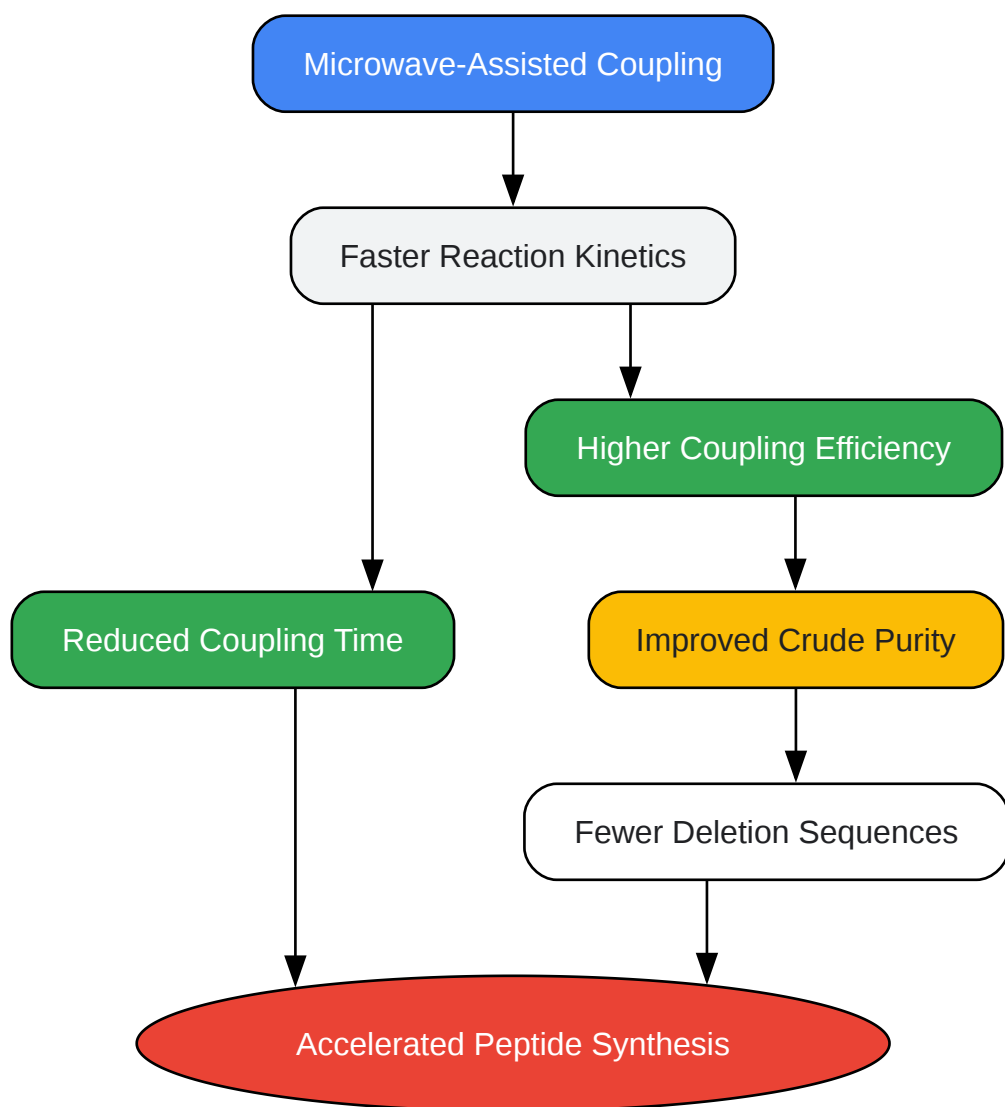 Microwave-Assisted Coupling
Faster Reaction Kinetics
Higher Coupling Efficiency
Reduced Coupling Time
Improved Crude Purity
Fewer Deletion Sequences
Accelerated Peptide Synthesis